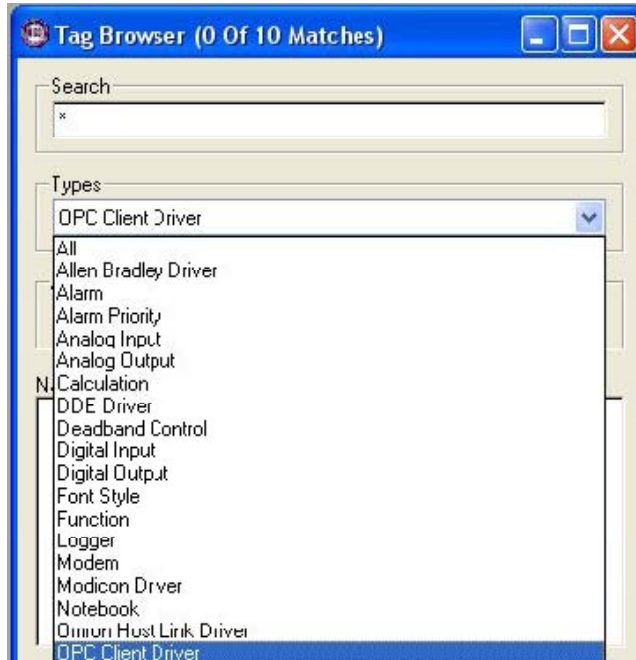 Tag Browser (0 Of 10 Matches)
Search
*
Types
OPC Client Driver
All
Allen Bradley Driver
Alarm
Alarm Priority
Analog Input
Analog Output
Calculation
DDE Driver
Deadband Control
Digital Input
Digital Output
Font Style
Function
Logger
Modem
Modicon Driver
Notebook
Omron Host Link Driver
OPC Client Driver